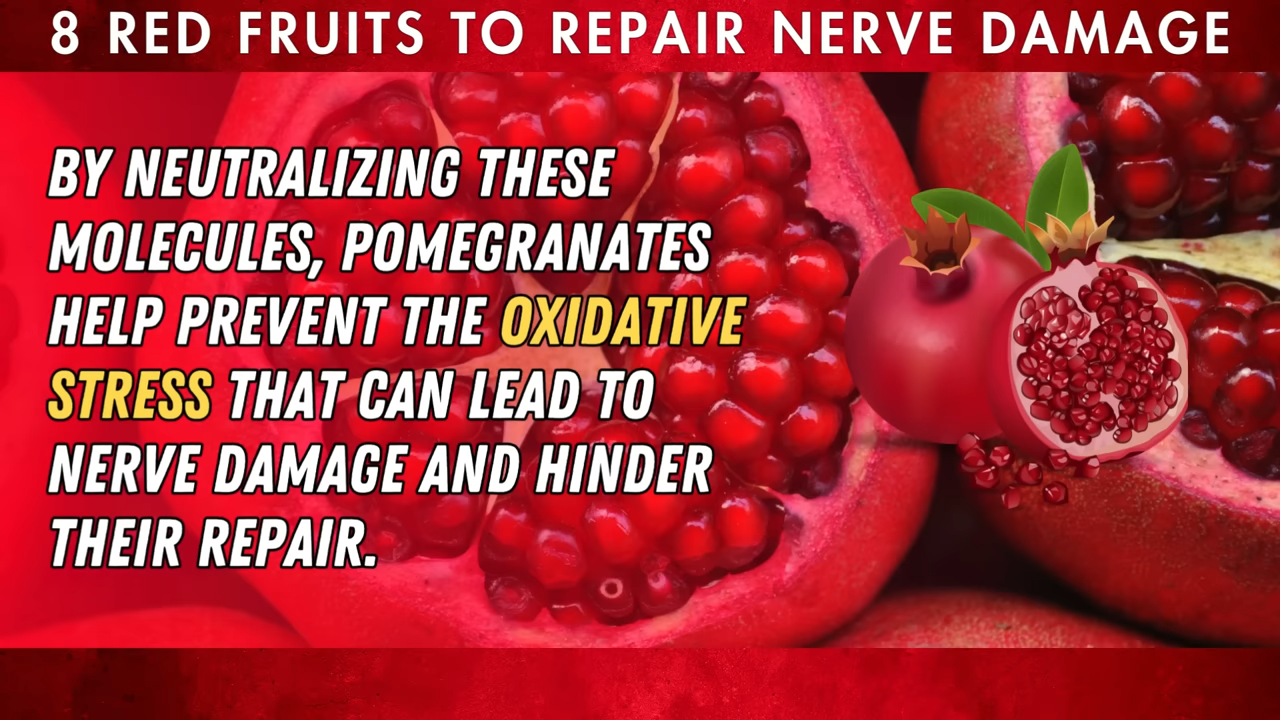 8 RED FRUITS TO REPAIR NERVE DAMAGE
BY NEUTRALIZING THESE
MOLECULES, POMEGRANATES
HELP PREVENT THE OXIDATIVE
STRESS THAT CAN LEAD TO
NERVE DAMAGE AND HINDER
THEIR REPAIR.